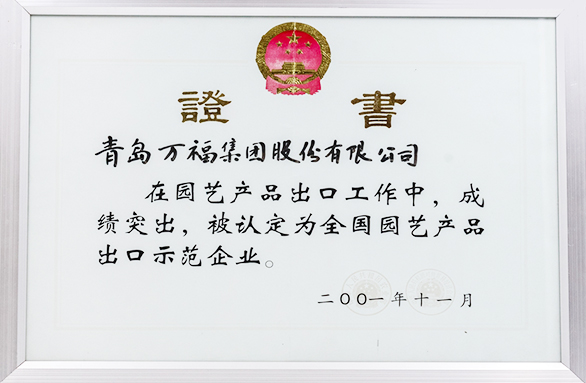 證書
青岛万福集团股份有限公司
在园艺产品出口工作中，成
绩突出，被认定为全国园艺产品
出口示范企业。
二〇〇一年十一月